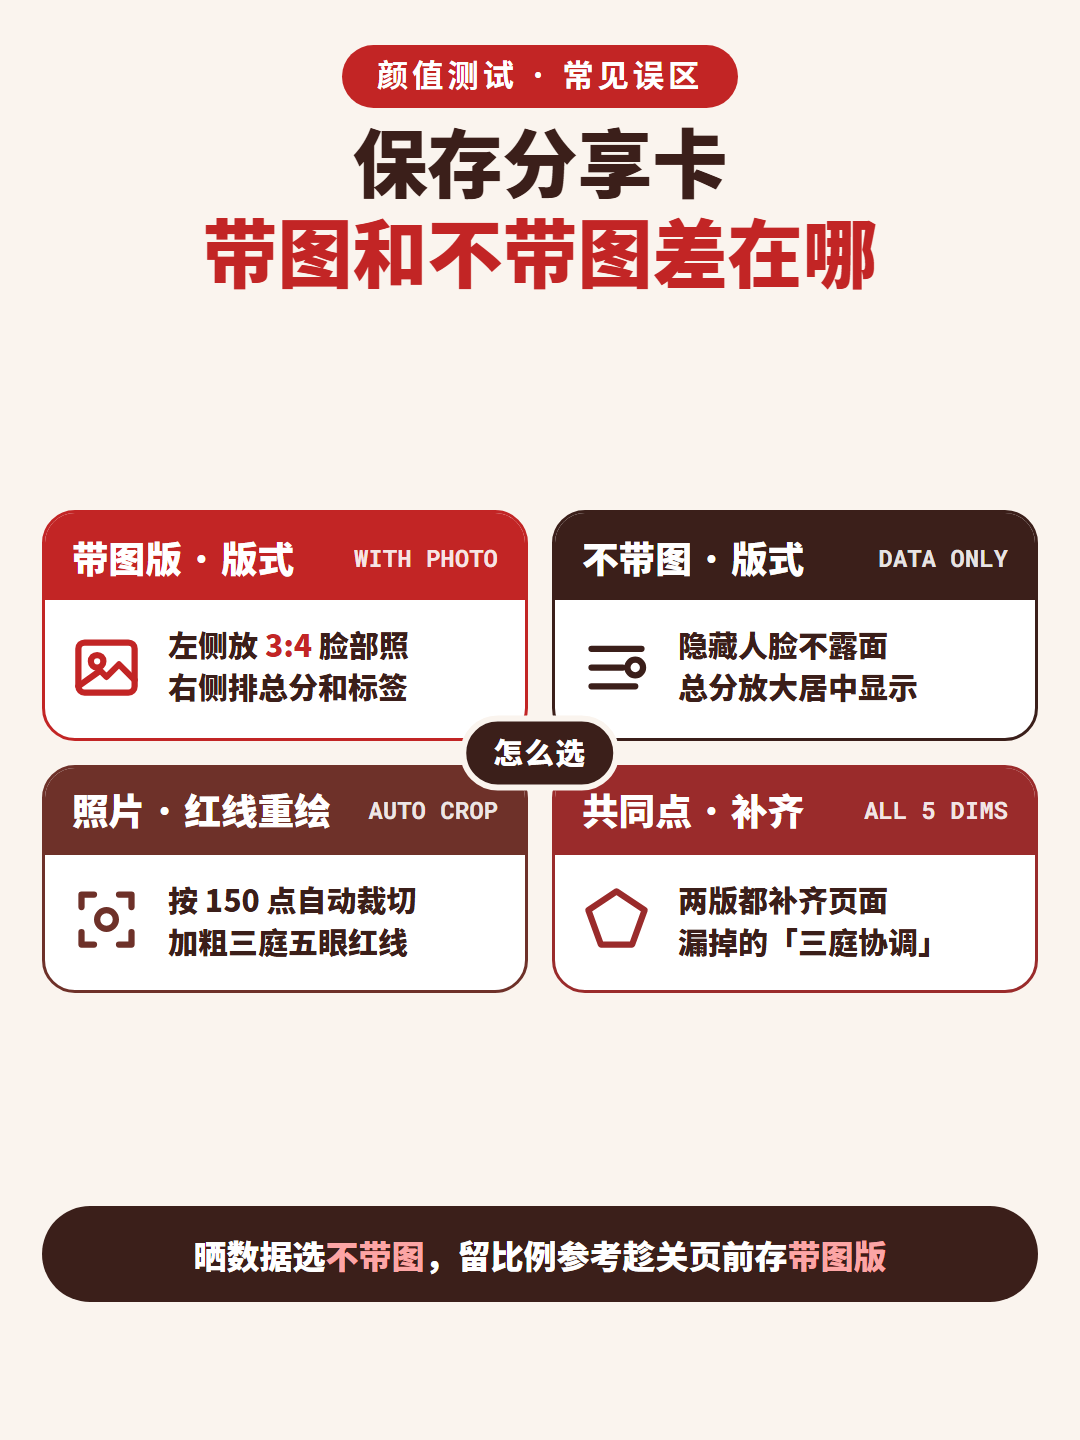 颜值测试 · 常见误区
保存分享卡
带图和不带图差在哪
带图版 · 版式 WITH PHOTO
左侧放 3:4 脸部照
右侧排总分和标签
不带图 · 版式 DATA ONLY
隐藏人脸不露面
总分放大居中显示
怎么选
照片 · 红线重绘 AUTO CROP
按 150 点自动裁切
加粗三庭五眼红线
共同点 · 补齐 ALL 5 DIMS
两版都补齐页面
漏掉的「三庭协调」
晒数据选不带图，留比例参考趁关页前存带图版